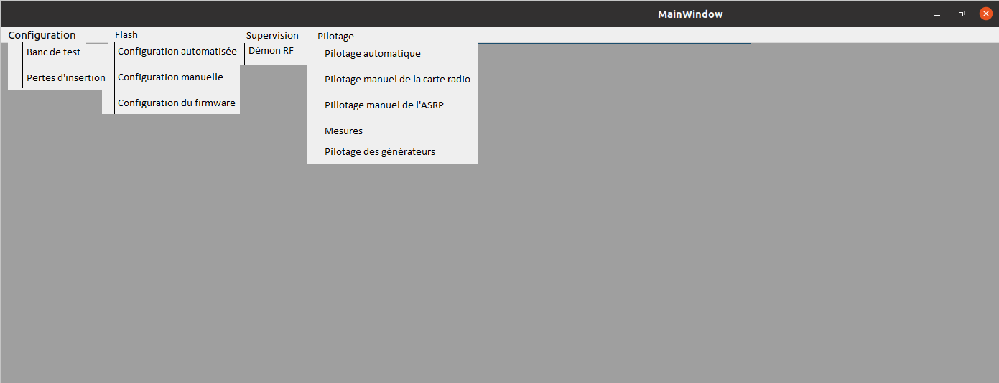 MainWindow
Configuration
Banc de test
Pertes d'insertion
Flash
Configuration automatisée
Configuration manuelle
Configuration du firmware
Supervision
Démon RF
Pilotage
Pilotage automatique
Pilotage manuel de la carte radio
Pillotage manuel de l'ASRP
Mesures
Pilotage des générateurs